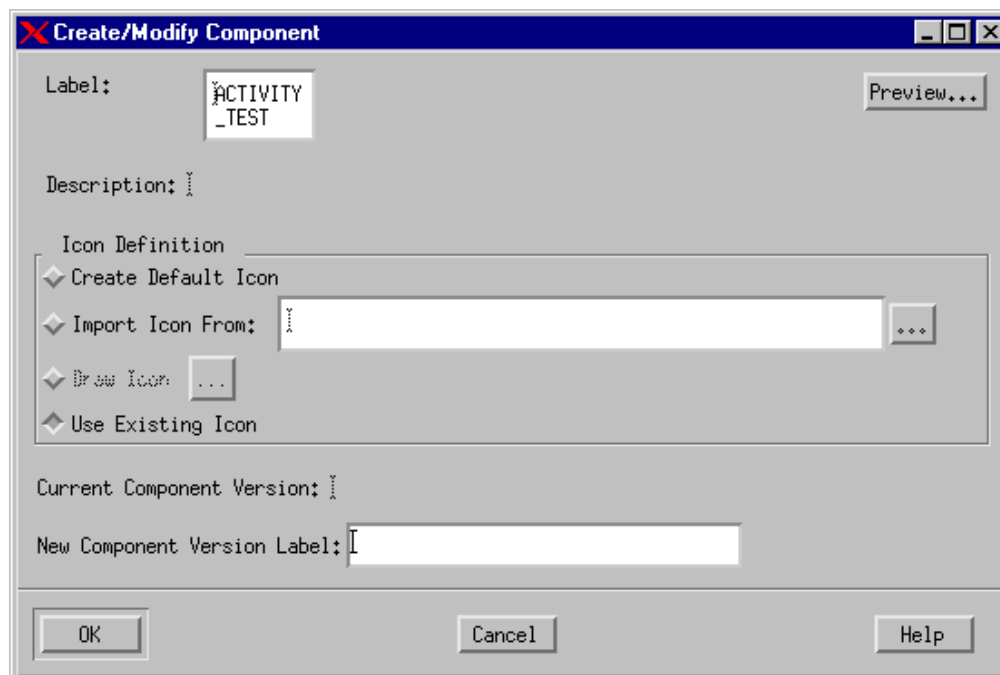 Create/Modify Component
Label:
ACTIVITY
_TEST
Preview...
Description:
Icon Definition
Create Default Icon
Import Icon From:
...
Draw Icon ...
Use Existing Icon
Current Component Version:
New Component Version Label:
OK Cancel Help